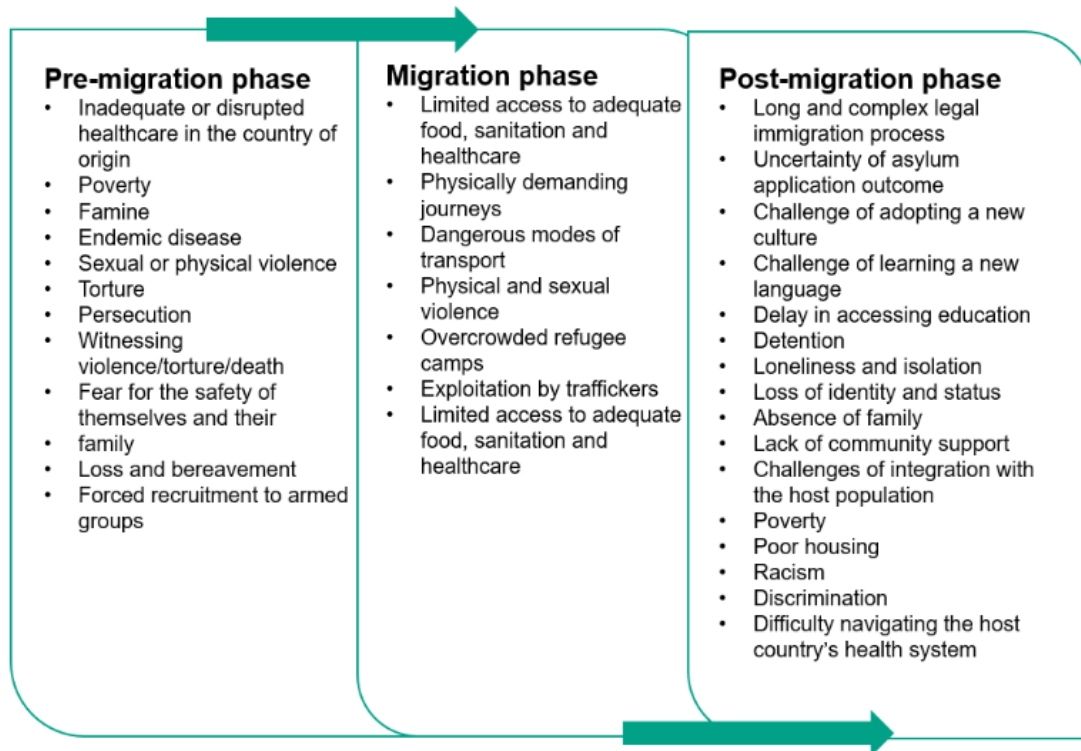 Pre-migration phase
• Inadequate or disrupted
healthcare in the country of
origin
• Poverty
• Famine
• Endemic disease
• Sexual or physical violence
• Torture
• Persecution
• Witnessing
violence/torture/death
• Fear for the safety of
themselves and their
• family
• Loss and bereavement
• Forced recruitment to armed
groups
Migration phase
• Limited access to adequate
food, sanitation and
healthcare
• Physically demanding
journeys
• Dangerous modes of
transport
• Physical and sexual
violence
• Overcrowded refugee
camps
• Exploitation by traffickers
• Limited access to adequate
food, sanitation and
healthcare
Post-migration phase
• Long and complex legal
immigration process
• Uncertainty of asylum
application outcome
• Challenge of adopting a new
culture
• Challenge of learning a new
language
• Delay in accessing education
• Detention
• Loneliness and isolation
• Loss of identity and status
• Absence of family
• Lack of community support
• Challenges of integration with
the host population
• Poverty
• Poor housing
• Racism
• Discrimination
• Difficulty navigating the host
country's health system